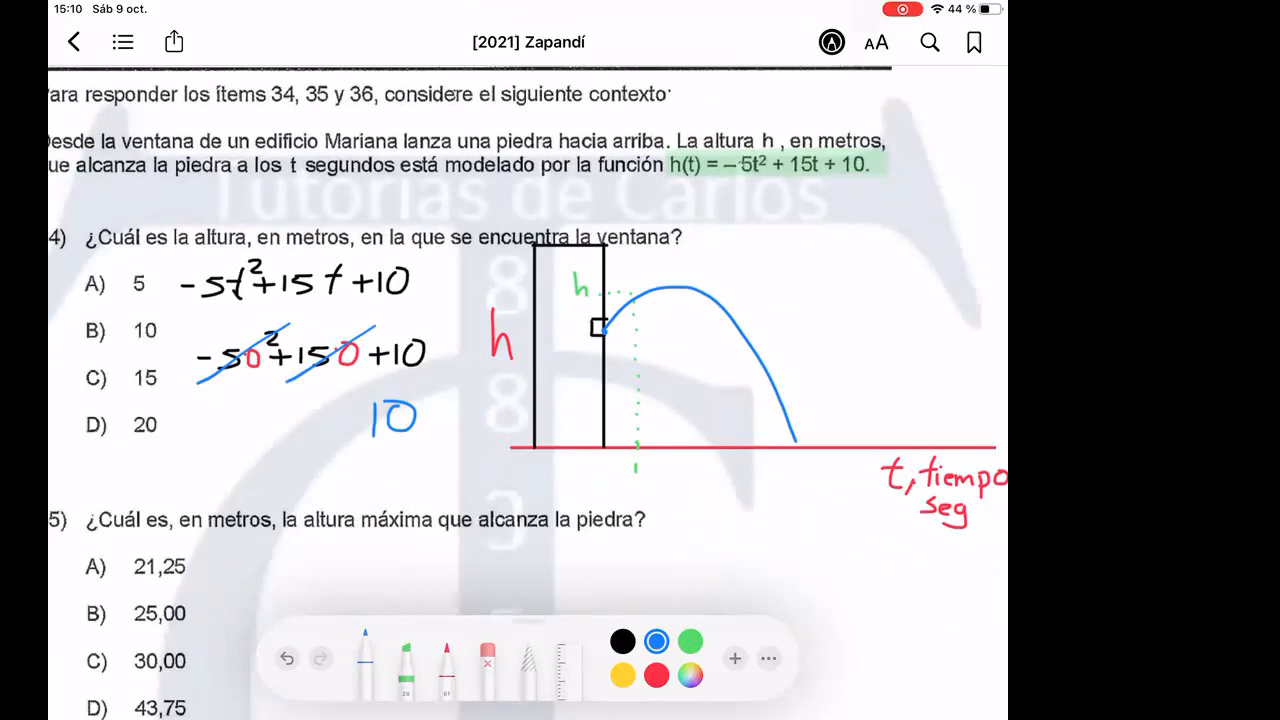 15:10 Sáb 9 oct.
44 %
[2021] Zapandí
AA
ara responder los ítems 34, 35 y 36, considere el siguiente contexto
esde la ventana de un edificio Mariana lanza una piedra hacia arriba. La altura h , en metros,
ue alcanza la piedra a los t segundos está modelado por la función h(t) = –5t² + 15t + 10.
Tutorías de Carlos
4) ¿Cuál es la altura, en metros, en la que se encuentra la ventana?
A) 5
B) 10
C) 15
D) 20
-5t²+15t+10
-50²+150+10
10
h
h
1
t, tiempo
seg
8
8
5) ¿Cuál es, en metros, la altura máxima que alcanza la piedra?
A) 21,25
B) 25,00
C) 30,00
D) 43,75